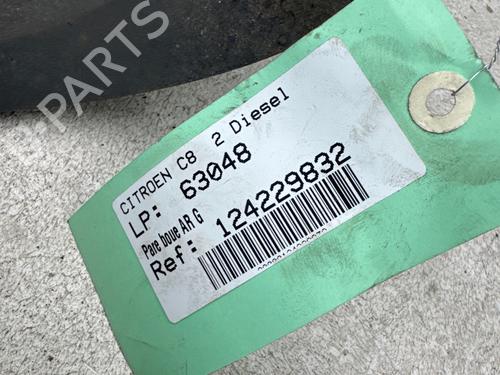 B-PARTS
CITROEN C8 2 Diesel
LP: 63048
Pare boue AR G
Ref: 124229832